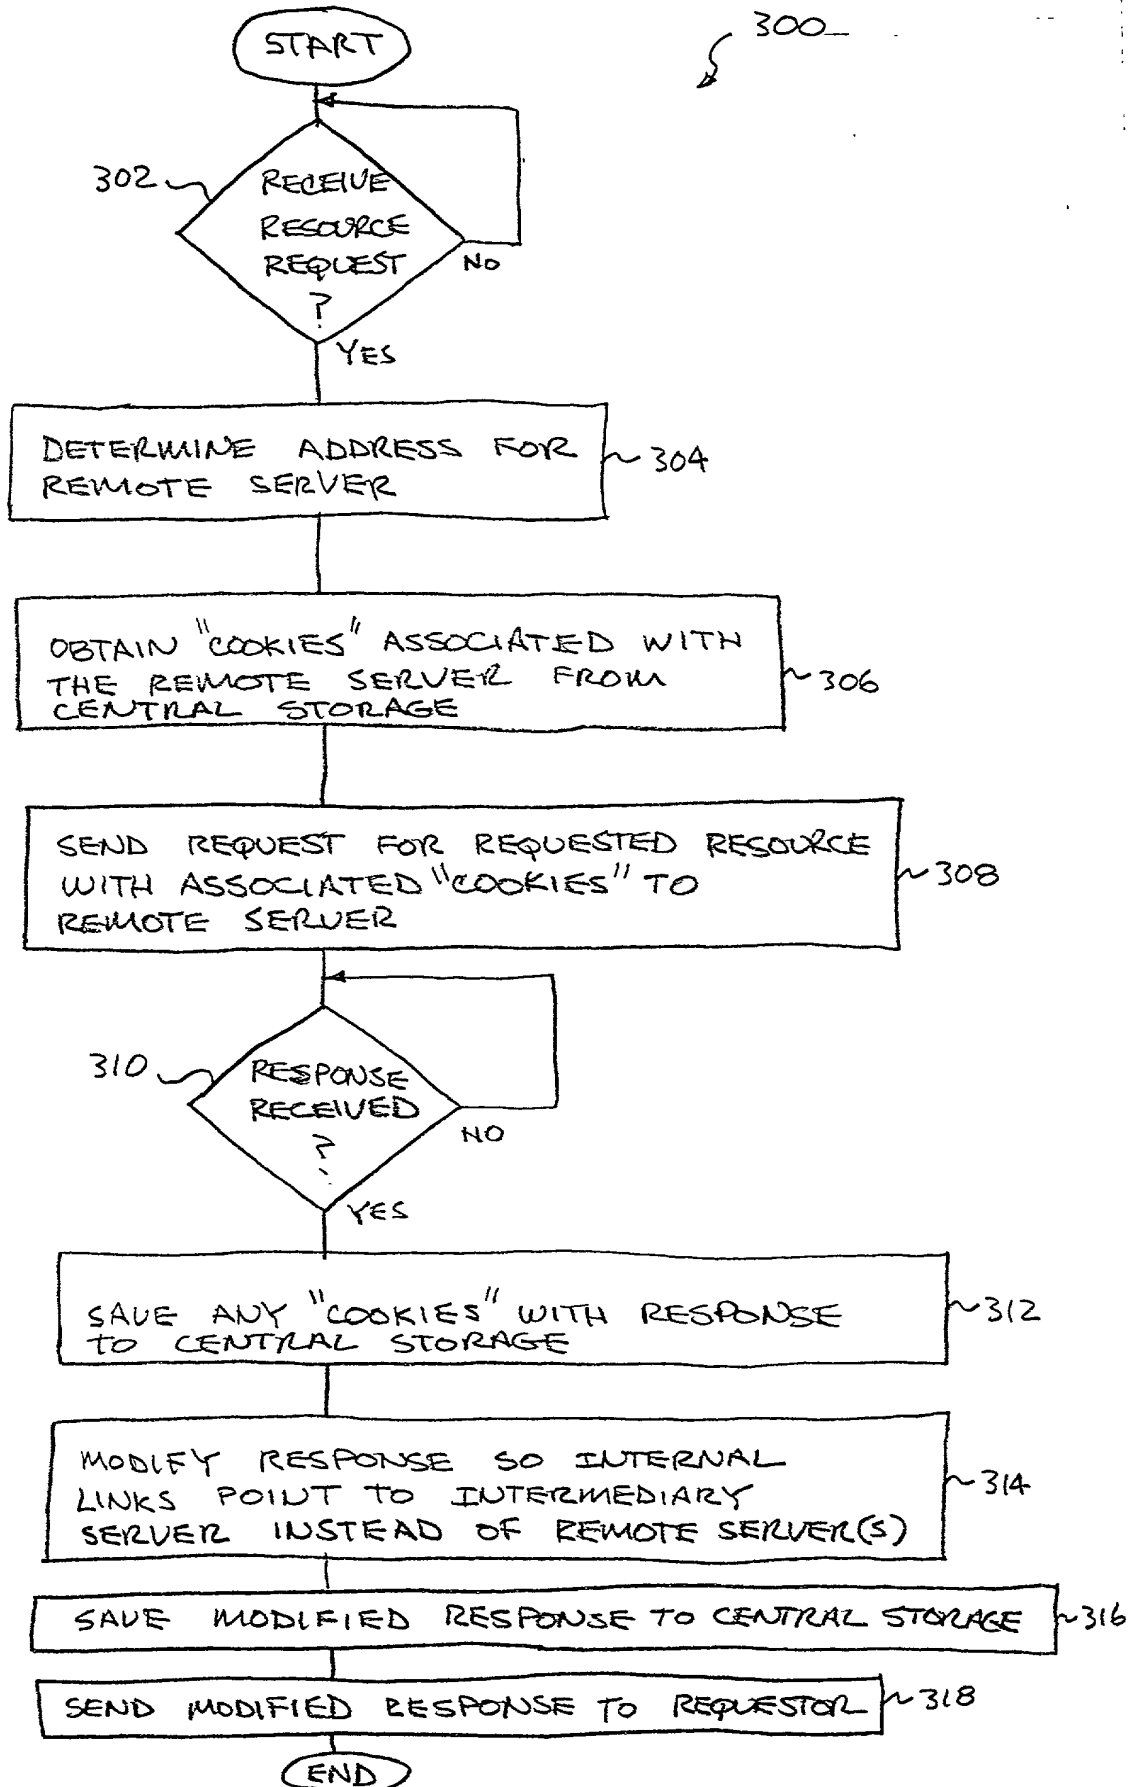 START
300
302
RECEIVE
RESOURCE
REQUEST
?
NO
YES
DETERMINE ADDRESS FOR
REMOTE SERVER
304
OBTAIN "COOKIES" ASSOCIATED WITH
THE REMOTE SERVER FROM
CENTRAL STORAGE
306
SEND REQUEST FOR REQUESTED RESOURCE
WITH ASSOCIATED "COOKIES" TO
REMOTE SERVER
308
310
RESPONSE
RECEIVED
?
NO
YES
SAVE ANY "COOKIES" WITH RESPONSE
TO CENTRAL STORAGE
312
MODIFY RESPONSE SO INTERNAL
LINKS POINT TO INTERMEDIARY
SERVER INSTEAD OF REMOTE SERVER(S)
314
SAVE MODIFIED RESPONSE TO CENTRAL STORAGE
316
SEND MODIFIED RESPONSE TO REQUESTOR
318
END